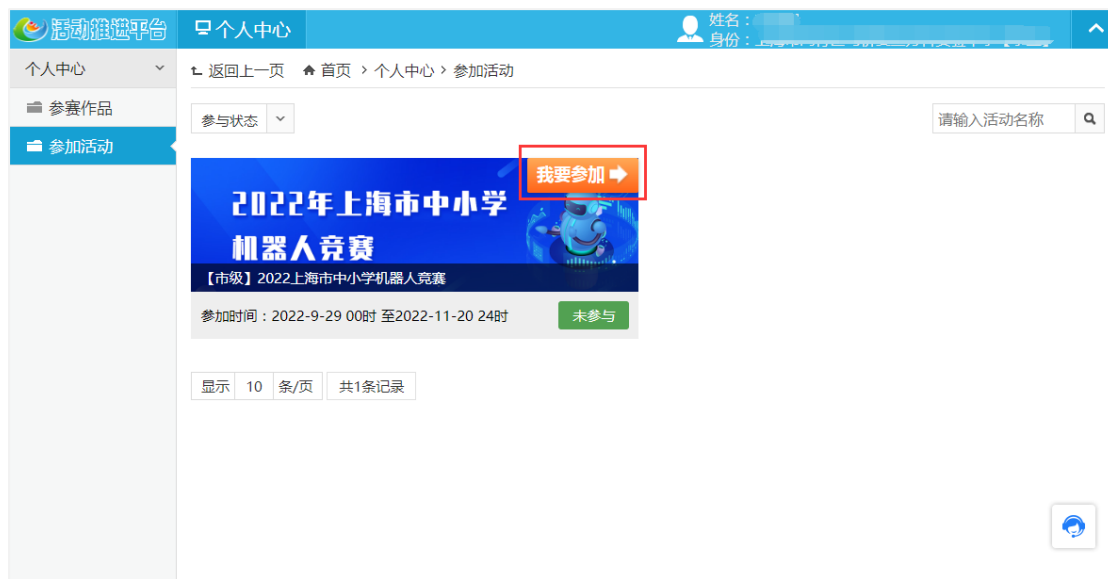 活动推进平台
个人中心
姓名：
身份：
个人中心
返回上一页 首页 > 个人中心 > 参加活动
参赛作品
参与状态
请输入活动名称
参加活动
我要参加
2022年上海市中小学
机器人竞赛
【市级】2022上海市中小学机器人竞赛
参加时间：2022-9-29 00时 至2022-11-20 24时
未参与
显示 10 条/页 共1条记录